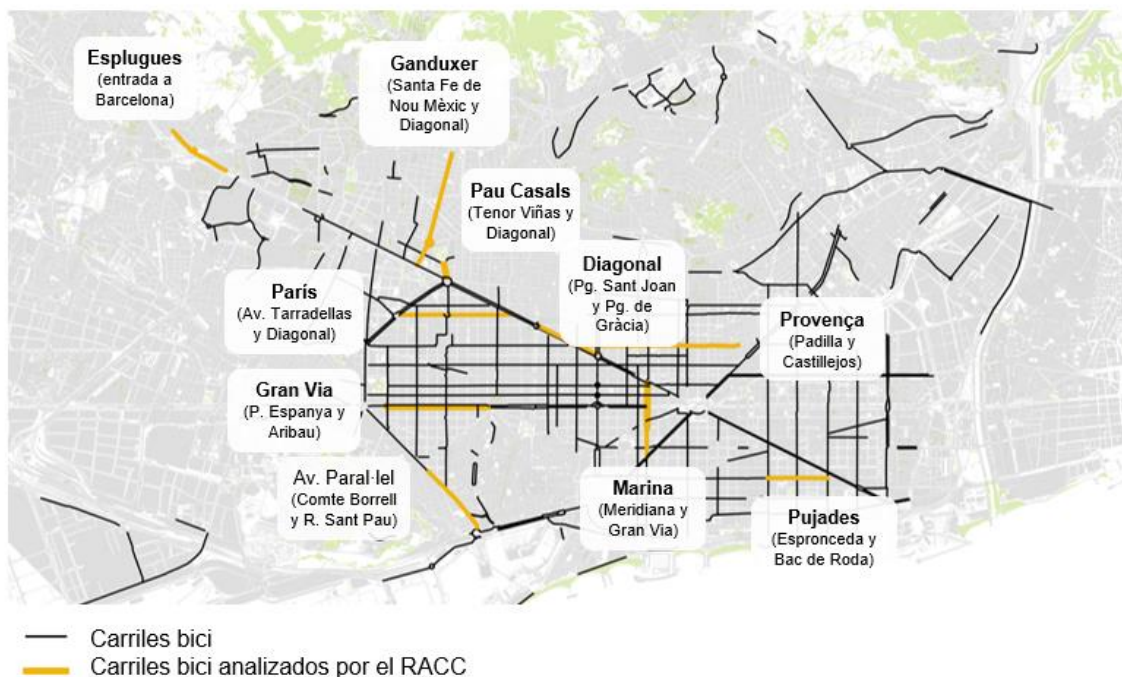 Esplugues
(entrada a
Barcelona)
Ganduxer
(Santa Fe de
Nou Mèxic y
Diagonal)
Pau Casals
(Tenor Viñas y
Diagonal)
Diagonal
(Pg. Sant Joan
y Pg. de
Gràcia)
París
(Av. Tarradellas
y Diagonal)
Provença
(Padilla y
Castillejos)
Gran Via
(P. Espanya y
Aribau)
Av. Paral·lel
(Comte Borrell
y R. Sant Pau)
Marina
(Meridiana y
Gran Via)
Pujades
(Espronceda y
Bac de Roda)
Carriles bici
Carriles bici analizados por el RACC